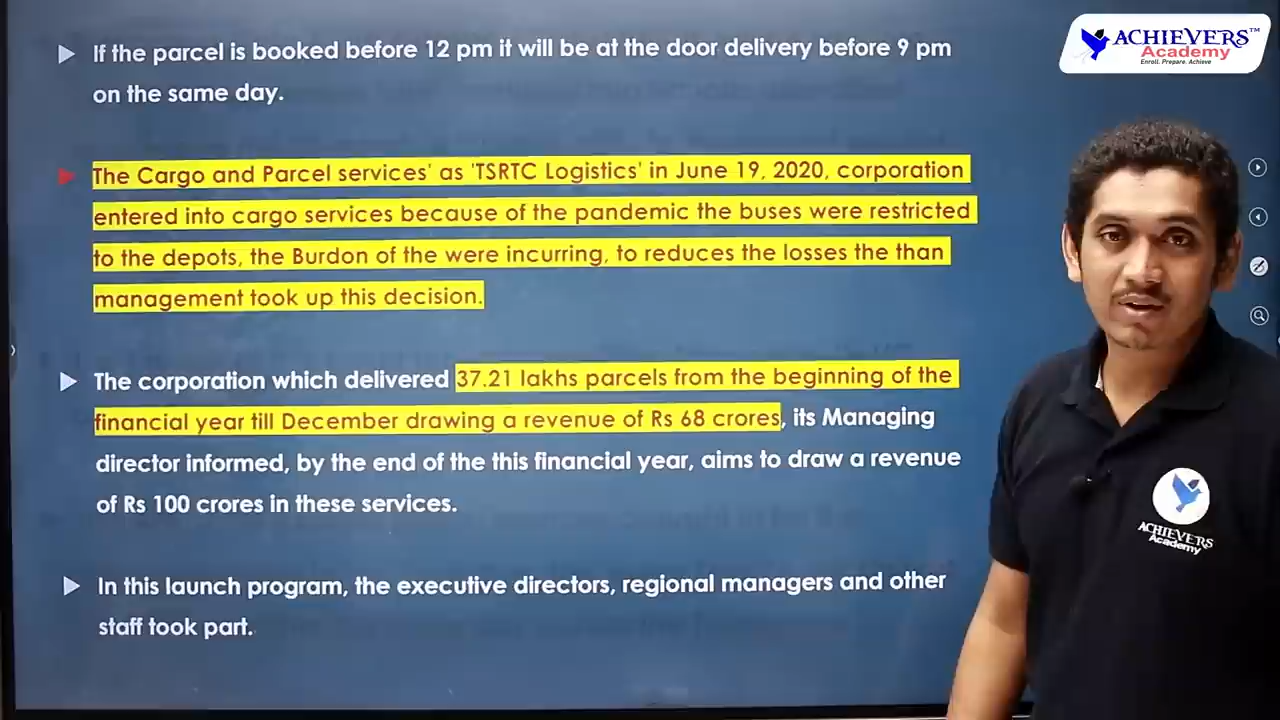 If the parcel is booked before 12 pm it will be at the door delivery before 9 pm
on the same day.
The Cargo and Parcel services' as 'TSRTC Logistics' in June 19, 2020, corporation
entered into cargo services because of the pandemic the buses were restricted
to the depots, the Burdon of the were incurring, to reduces the losses the than
management took up this decision.
The corporation which delivered 37.21 lakhs parcels from the beginning of the
financial year till December drawing a revenue of Rs 68 crores, its Managing
director informed, by the end of the this financial year, aims to draw a revenue
of Rs 100 crores in these services.
In this launch program, the executive directors, regional managers and other
staff took part.
ACHIEVERS™
Academy
Enroll. Prepare. Achieve
ACHIEVERS
Academy